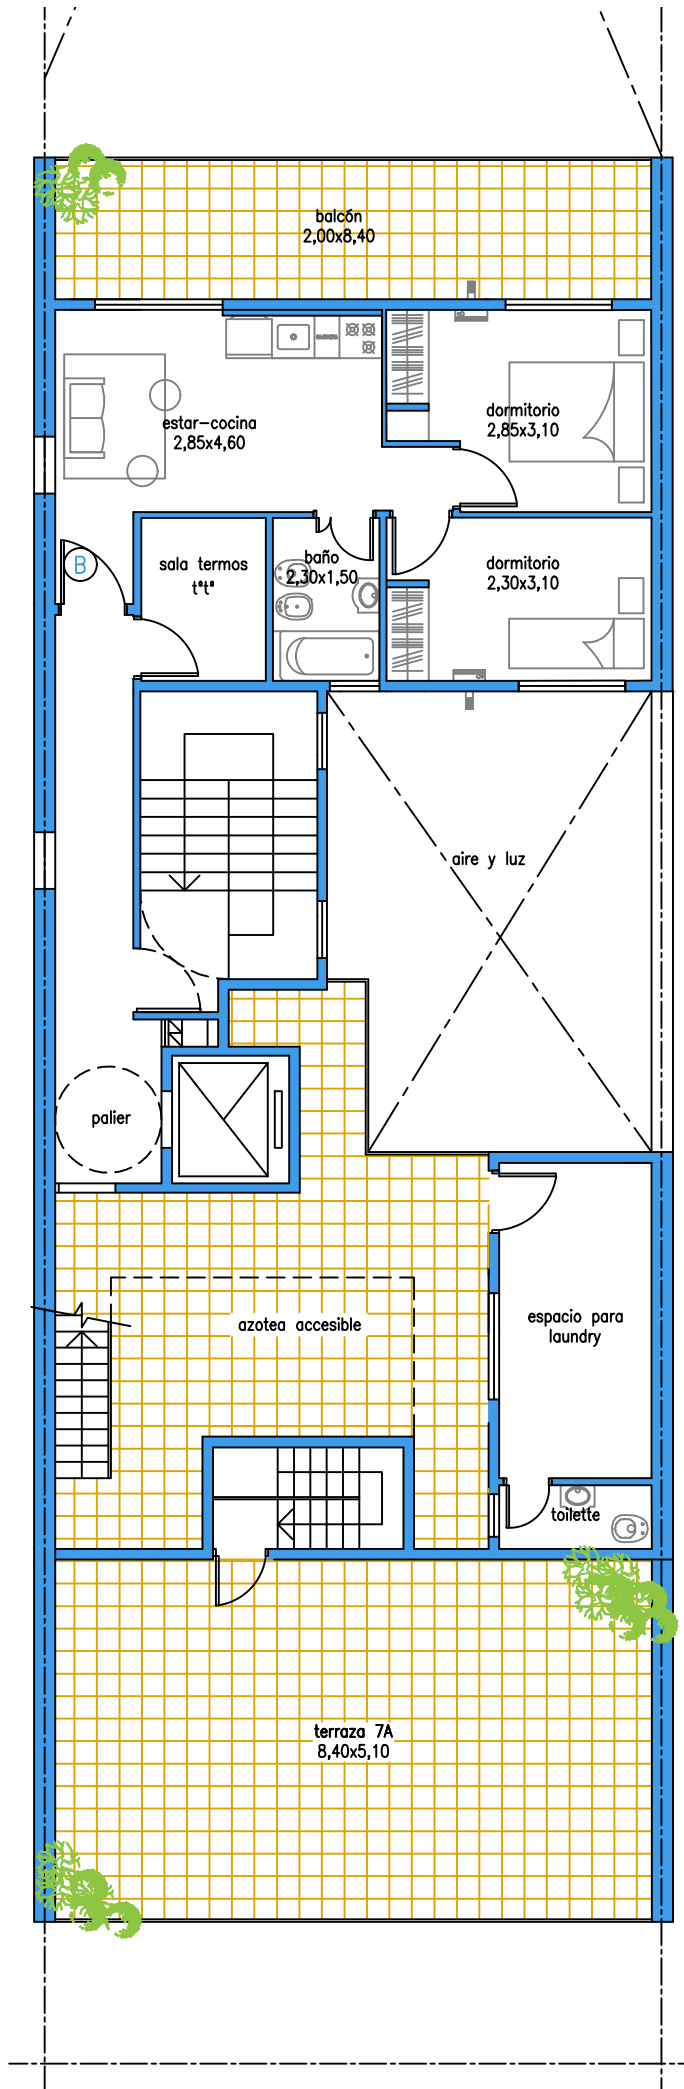 balcón
2,00x8,40
estar-cocina
2,85x4,60
dormitorio
2,85x3,10
B
sala termos
t°t°
baño
2,30x1,50
dormitorio
2,30x3,10
aire y luz
palier
azotea accesible
espacio para
laundry
toilette
terraza 7A
8,40x5,10